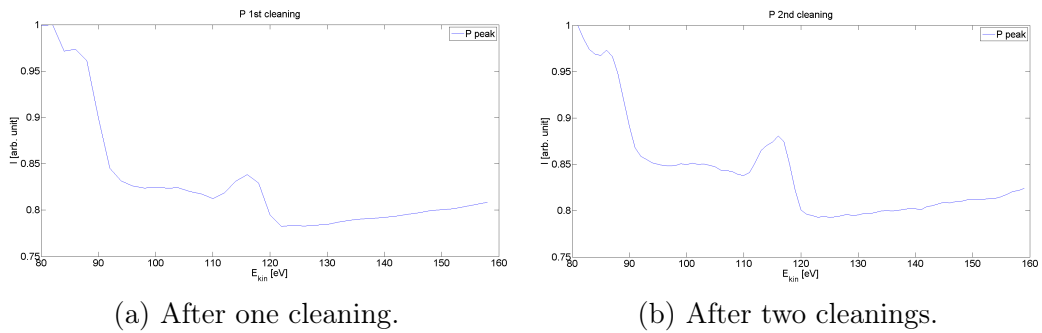 P 1st cleaning
P peak
I [arb. unit]
1
0.95
0.9
0.85
0.8
0.75
80 90 100 110 120 130 140 150 160
E_kin [eV]
(a) After one cleaning.
P 2nd cleaning
P peak
I [arb. unit]
1
0.95
0.9
0.85
0.8
0.75
80 90 100 110 120 130 140 150 160
E_kin [eV]
(b) After two cleanings.